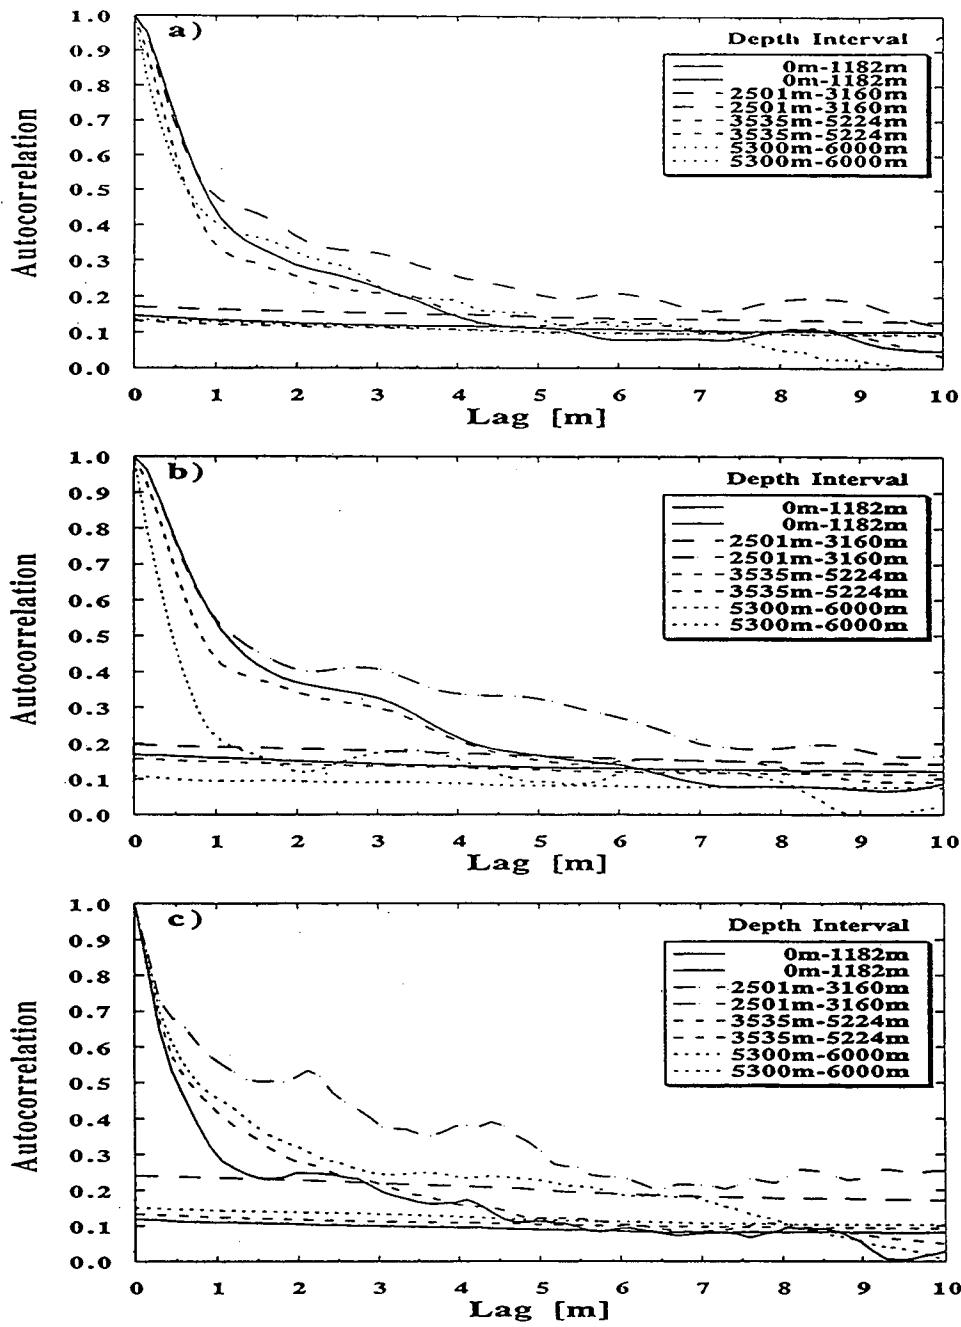 a)
Depth Interval
0m-1182m
0m-1182m
2501m-3160m
2501m-3160m
3535m-5224m
3535m-5224m
5300m-6000m
5300m-6000m
Autocorrelation
1.0
0.9
0.8
0.7
0.6
0.5
0.4
0.3
0.2
0.1
0.0
0 1 2 3 4 5 6 7 8 9 10
Lag [m]
b)
Depth Interval
0m-1182m
0m-1182m
2501m-3160m
2501m-3160m
3535m-5224m
3535m-5224m
5300m-6000m
5300m-6000m
Autocorrelation
1.0
0.9
0.8
0.7
0.6
0.5
0.4
0.3
0.2
0.1
0.0
0 1 2 3 4 5 6 7 8 9 10
Lag [m]
c)
Depth Interval
0m-1182m
0m-1182m
2501m-3160m
2501m-3160m
3535m-5224m
3535m-5224m
5300m-6000m
5300m-6000m
Autocorrelation
1.0
0.9
0.8
0.7
0.6
0.5
0.4
0.3
0.2
0.1
0.0
0 1 2 3 4 5 6 7 8 9 10
Lag [m]